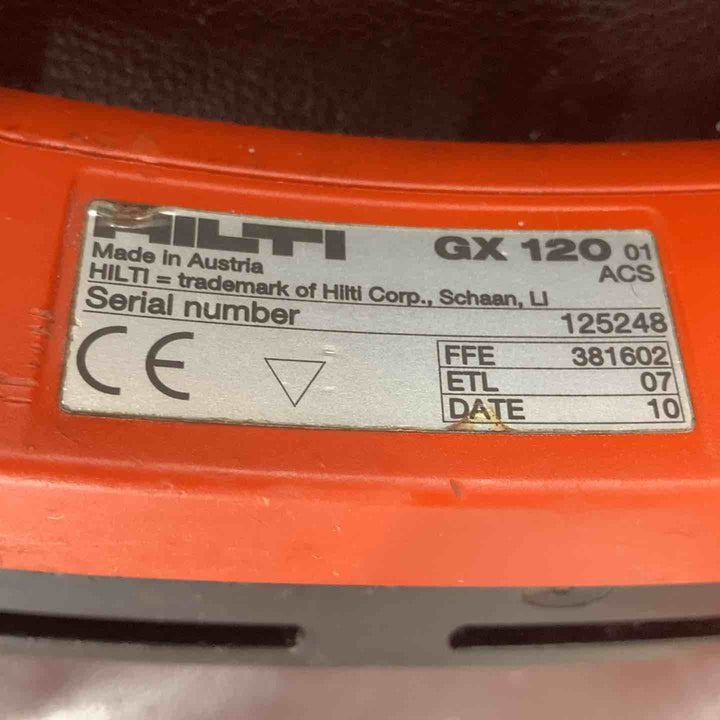 HILTI GX 120 01
Made in Austria ACS
HILTI = trademark of Hilti Corp., Schaan, LI
Serial number 125248
CE FFE 381602
ETL 07
DATE 10